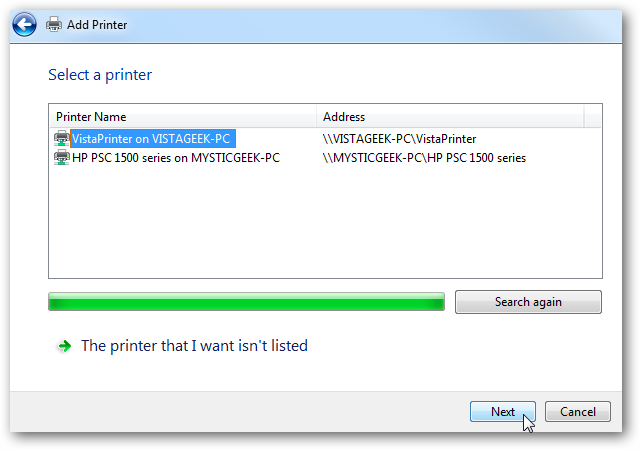 Add Printer
Select a printer
Printer Name Address
VistaPrinter on VISTAGEEK-PC \\VISTAGEEK-PC\VistaPrinter
HP PSC 1500 series on MYSTICGEEK-PC \\MYSTICGEEK-PC\HP PSC 1500 series
Search again
The printer that I want isn't listed
Next Cancel